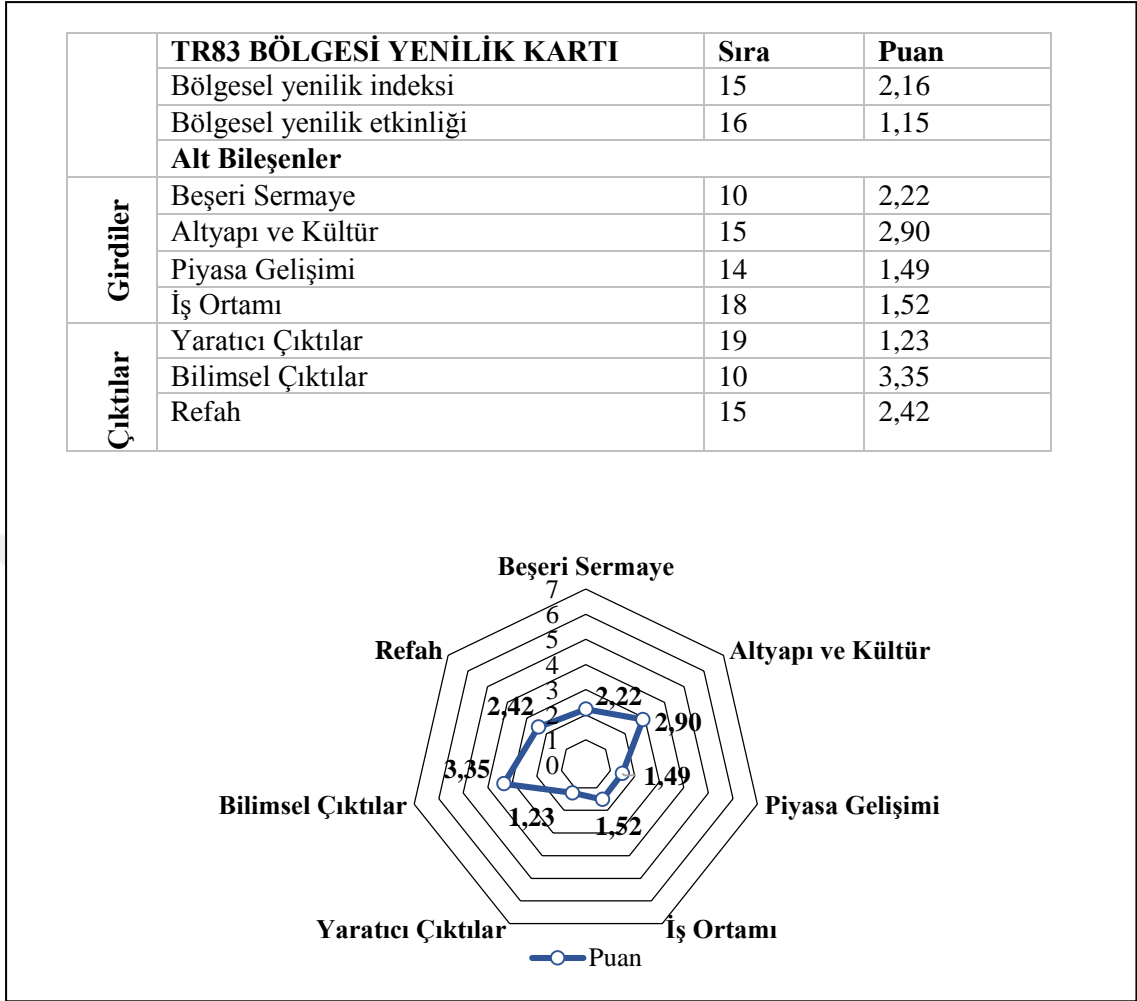 TR83 BÖLGESİ YENİLİK KARTI Sıra Puan
Bölgesel yenilik indeksi 15 2,16
Bölgesel yenilik etkinliği 16 1,15
Alt Bileşenler
Girdiler
Beşeri Sermaye 10 2,22
Altyapı ve Kültür 15 2,90
Piyasa Gelişimi 14 1,49
İş Ortamı 18 1,52
Çıktılar
Yaratıcı Çıktılar 19 1,23
Bilimsel Çıktılar 10 3,35
Refah 15 2,42
Beşeri Sermaye
7
6
Refah 5 Altyapı ve Kültür
4
3
2,42 2,22
2 2,90
1
3,35 0 1,49
Bilimsel Çıktılar Piyasa Gelişimi
1,23 1,52
Yaratıcı Çıktılar İş Ortamı
Puan